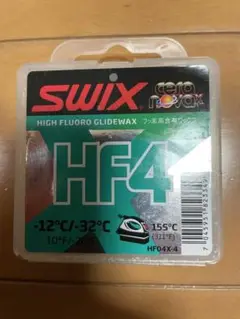 SWIX
cera
nova x
HIGH FLUORO GLIDEWAX
HF4
-12°C/-32°C
155°C
HF04X-4